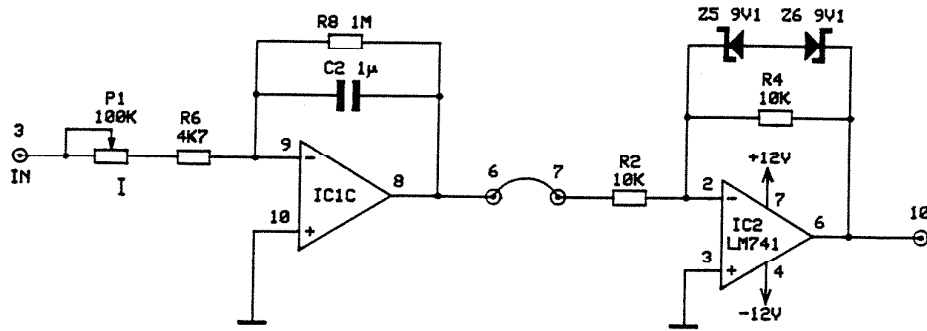 Z5 9V1 Z6 9V1
R8 1M
C2 1µ
R4
10K
P1
100K
R6
4K7
3
IN
I
9
8
10
IC1C
6
7
R2
10K
+12V
2
7
IC2
LM741
6
10
3
4
-12V